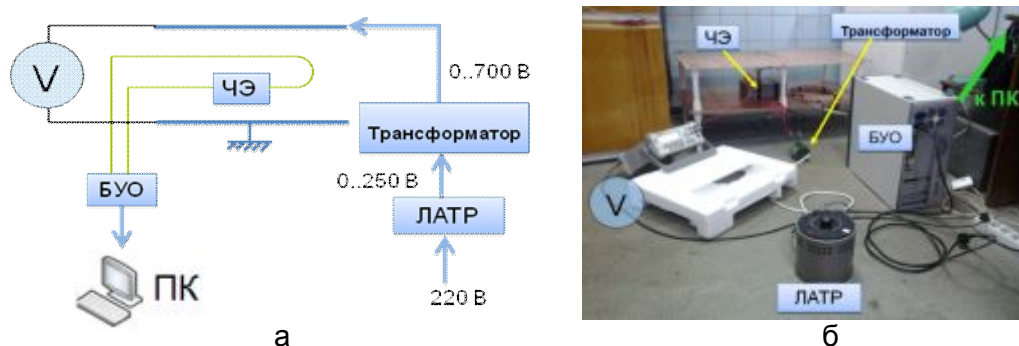 V
0..700 В
ЧЭ
Трансформатор
0..250 В
БУО
ЛАТР
ПК
220 В
а
ЧЭ
Трансформатор
к ПК
БУО
V
ЛАТР
б